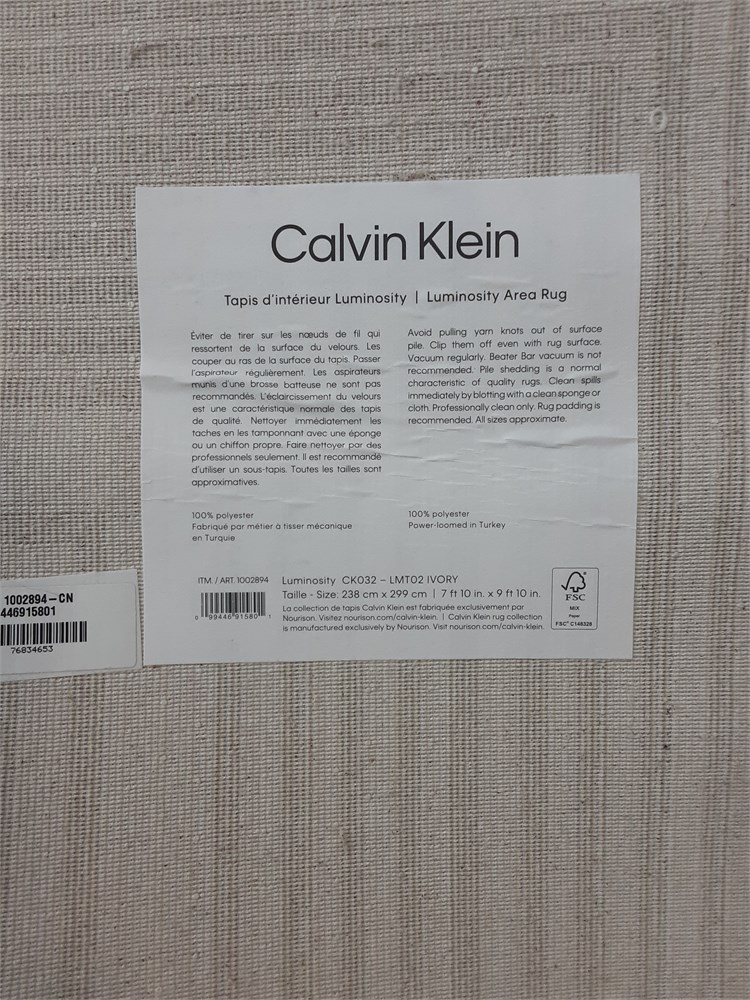 Calvin Klein
Tapis d'intérieur Luminosity | Luminosity Area Rug
Éviter de tirer sur les nœuds de fil qui
ressortent de la surface du velours. Les
couper au ras de la surface du tapis. Passer
l'aspirateur régulièrement. Les aspirateurs
munis d'une brosse batteuse ne sont pas
recommandés. L'éclaircissement du velours
est une caractéristique normale des tapis
de qualité. Nettoyer immédiatement les
taches en les tamponnant avec une éponge
ou un chiffon propre. Faire nettoyer par des
professionnels seulement. Il est recommandé
d'utiliser un sous-tapis. Toutes les tailles sont
approximatives.
Avoid pulling yarn knots out of surface
pile. Clip them off even with rug surface.
Vacuum regularly. Beater Bar vacuum is not
recommended. Pile shedding is a normal
characteristic of quality rugs. Clean spills
immediately by blotting with a clean sponge or
cloth. Professionally clean only. Rug padding is
recommended. All sizes approximate.
100% polyester
Fabriqué par métier à tisser mécanique
en Turquie
100% polyester
Power-loomed in Turkey
ITM. / ART. 1002894
0 99446 91580 1
Luminosity CK032 – LMT02 IVORY
Taille - Size: 238 cm x 299 cm | 7 ft 10 in. x 9 ft 10 in.
La collection de tapis Calvin Klein est fabriquée exclusivement par
Nourison. Visitez nourison.com/calvin-klein. | Calvin Klein rug collection
is manufactured exclusively by Nourison. Visit nourison.com/calvin-klein.
FSC
MIX
Paper
FSC® C148328
1002894-CN
446915801
76834653